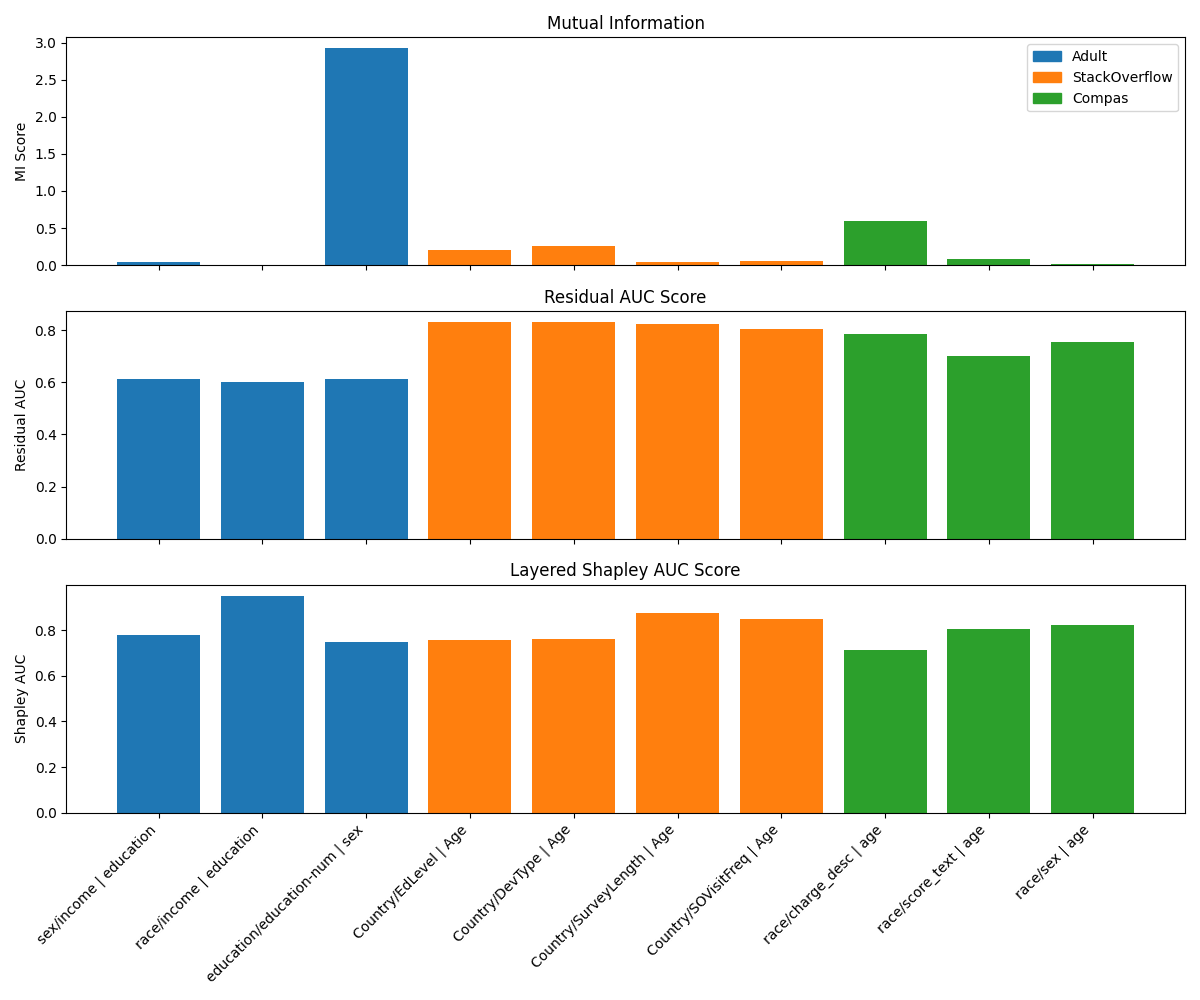 Mutual Information
MI Score
3.0
2.5
2.0
1.5
1.0
0.5
0.0
Adult
StackOverflow
Compas
Residual AUC Score
Residual AUC
0.8
0.6
0.4
0.2
0.0
Layered Shapley AUC Score
Shapley AUC
0.8
0.6
0.4
0.2
0.0
sex/income | education
race/income | education
education/education-num | sex
Country/EdLevel | Age
Country/DevType | Age
Country/SurveyLength | Age
Country/SOVisitFreq | Age
race/charge_desc | age
race/score_text | age
race/sex | age